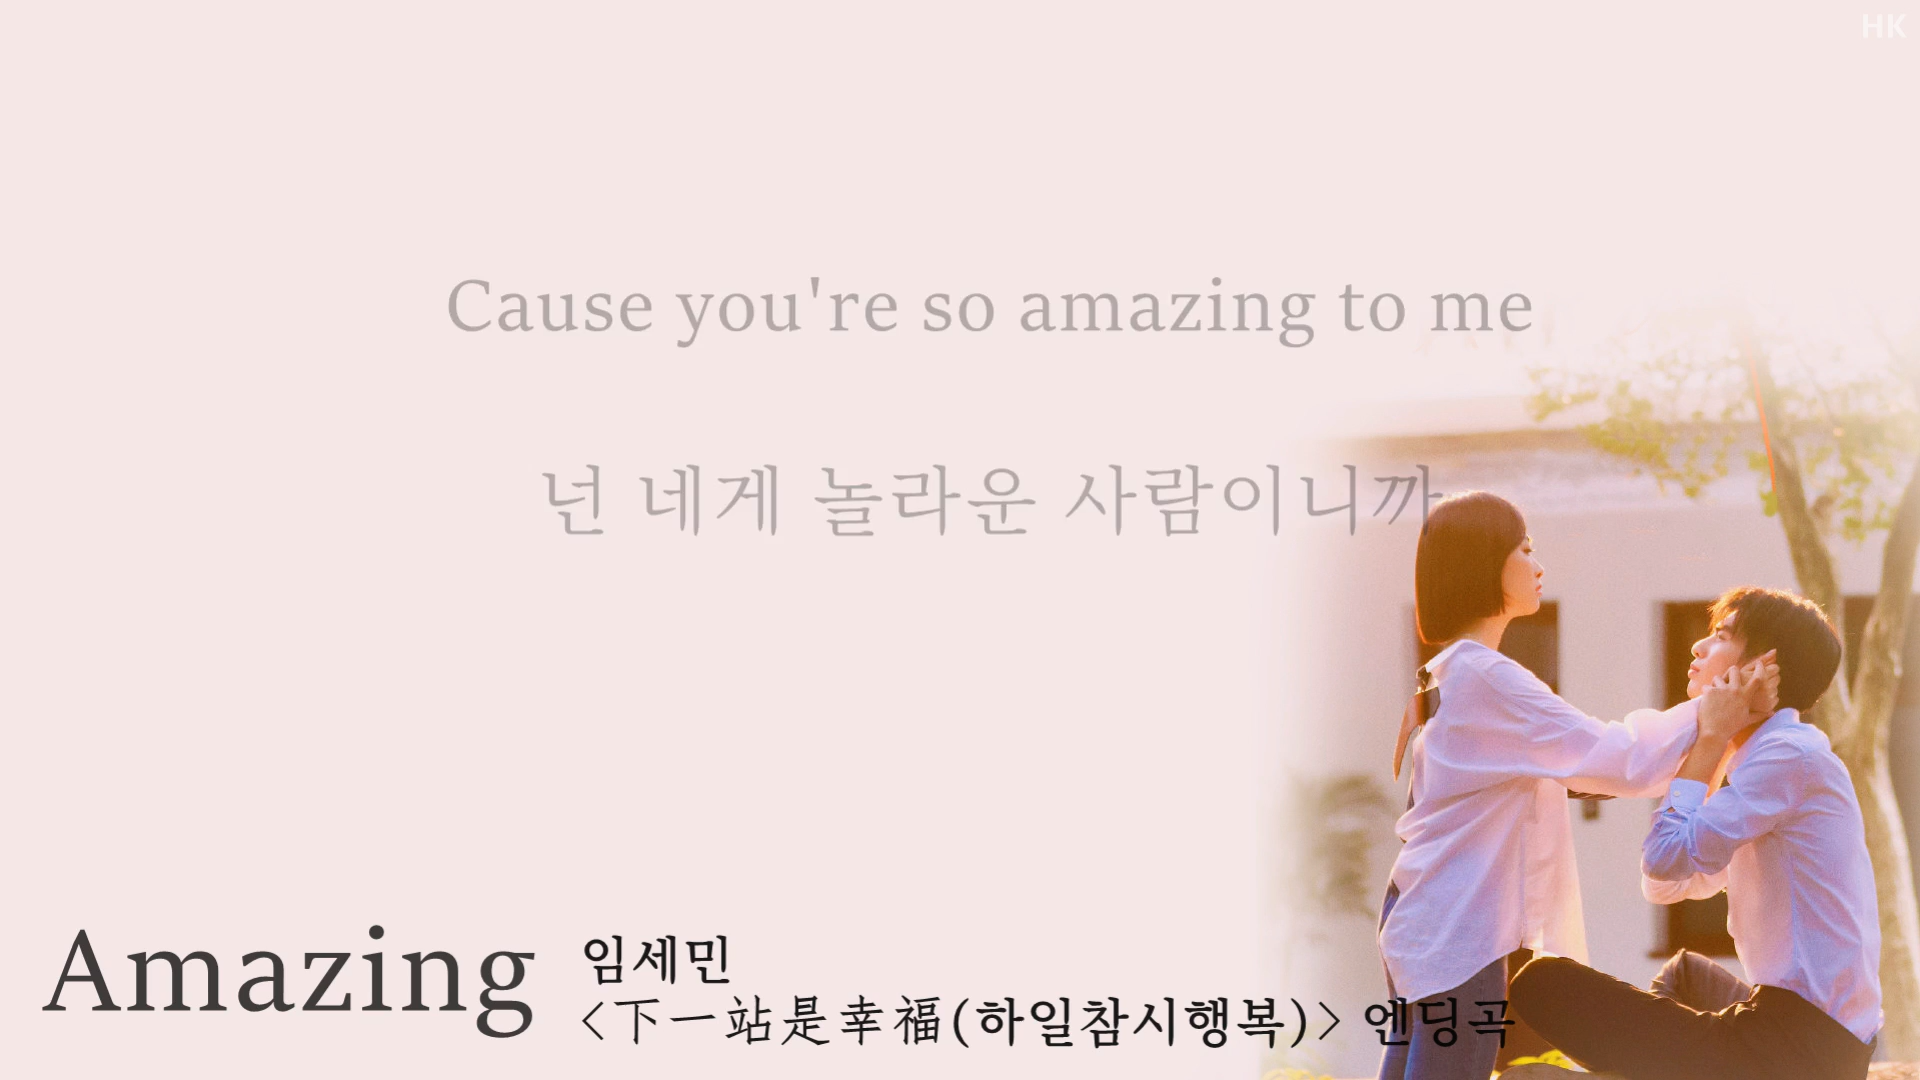 HK
Cause you're so amazing to me
넌 네게 놀라운 사람이니까
Amazing
임세민
<下一站是幸福(하일참시행복)> 엔딩곡